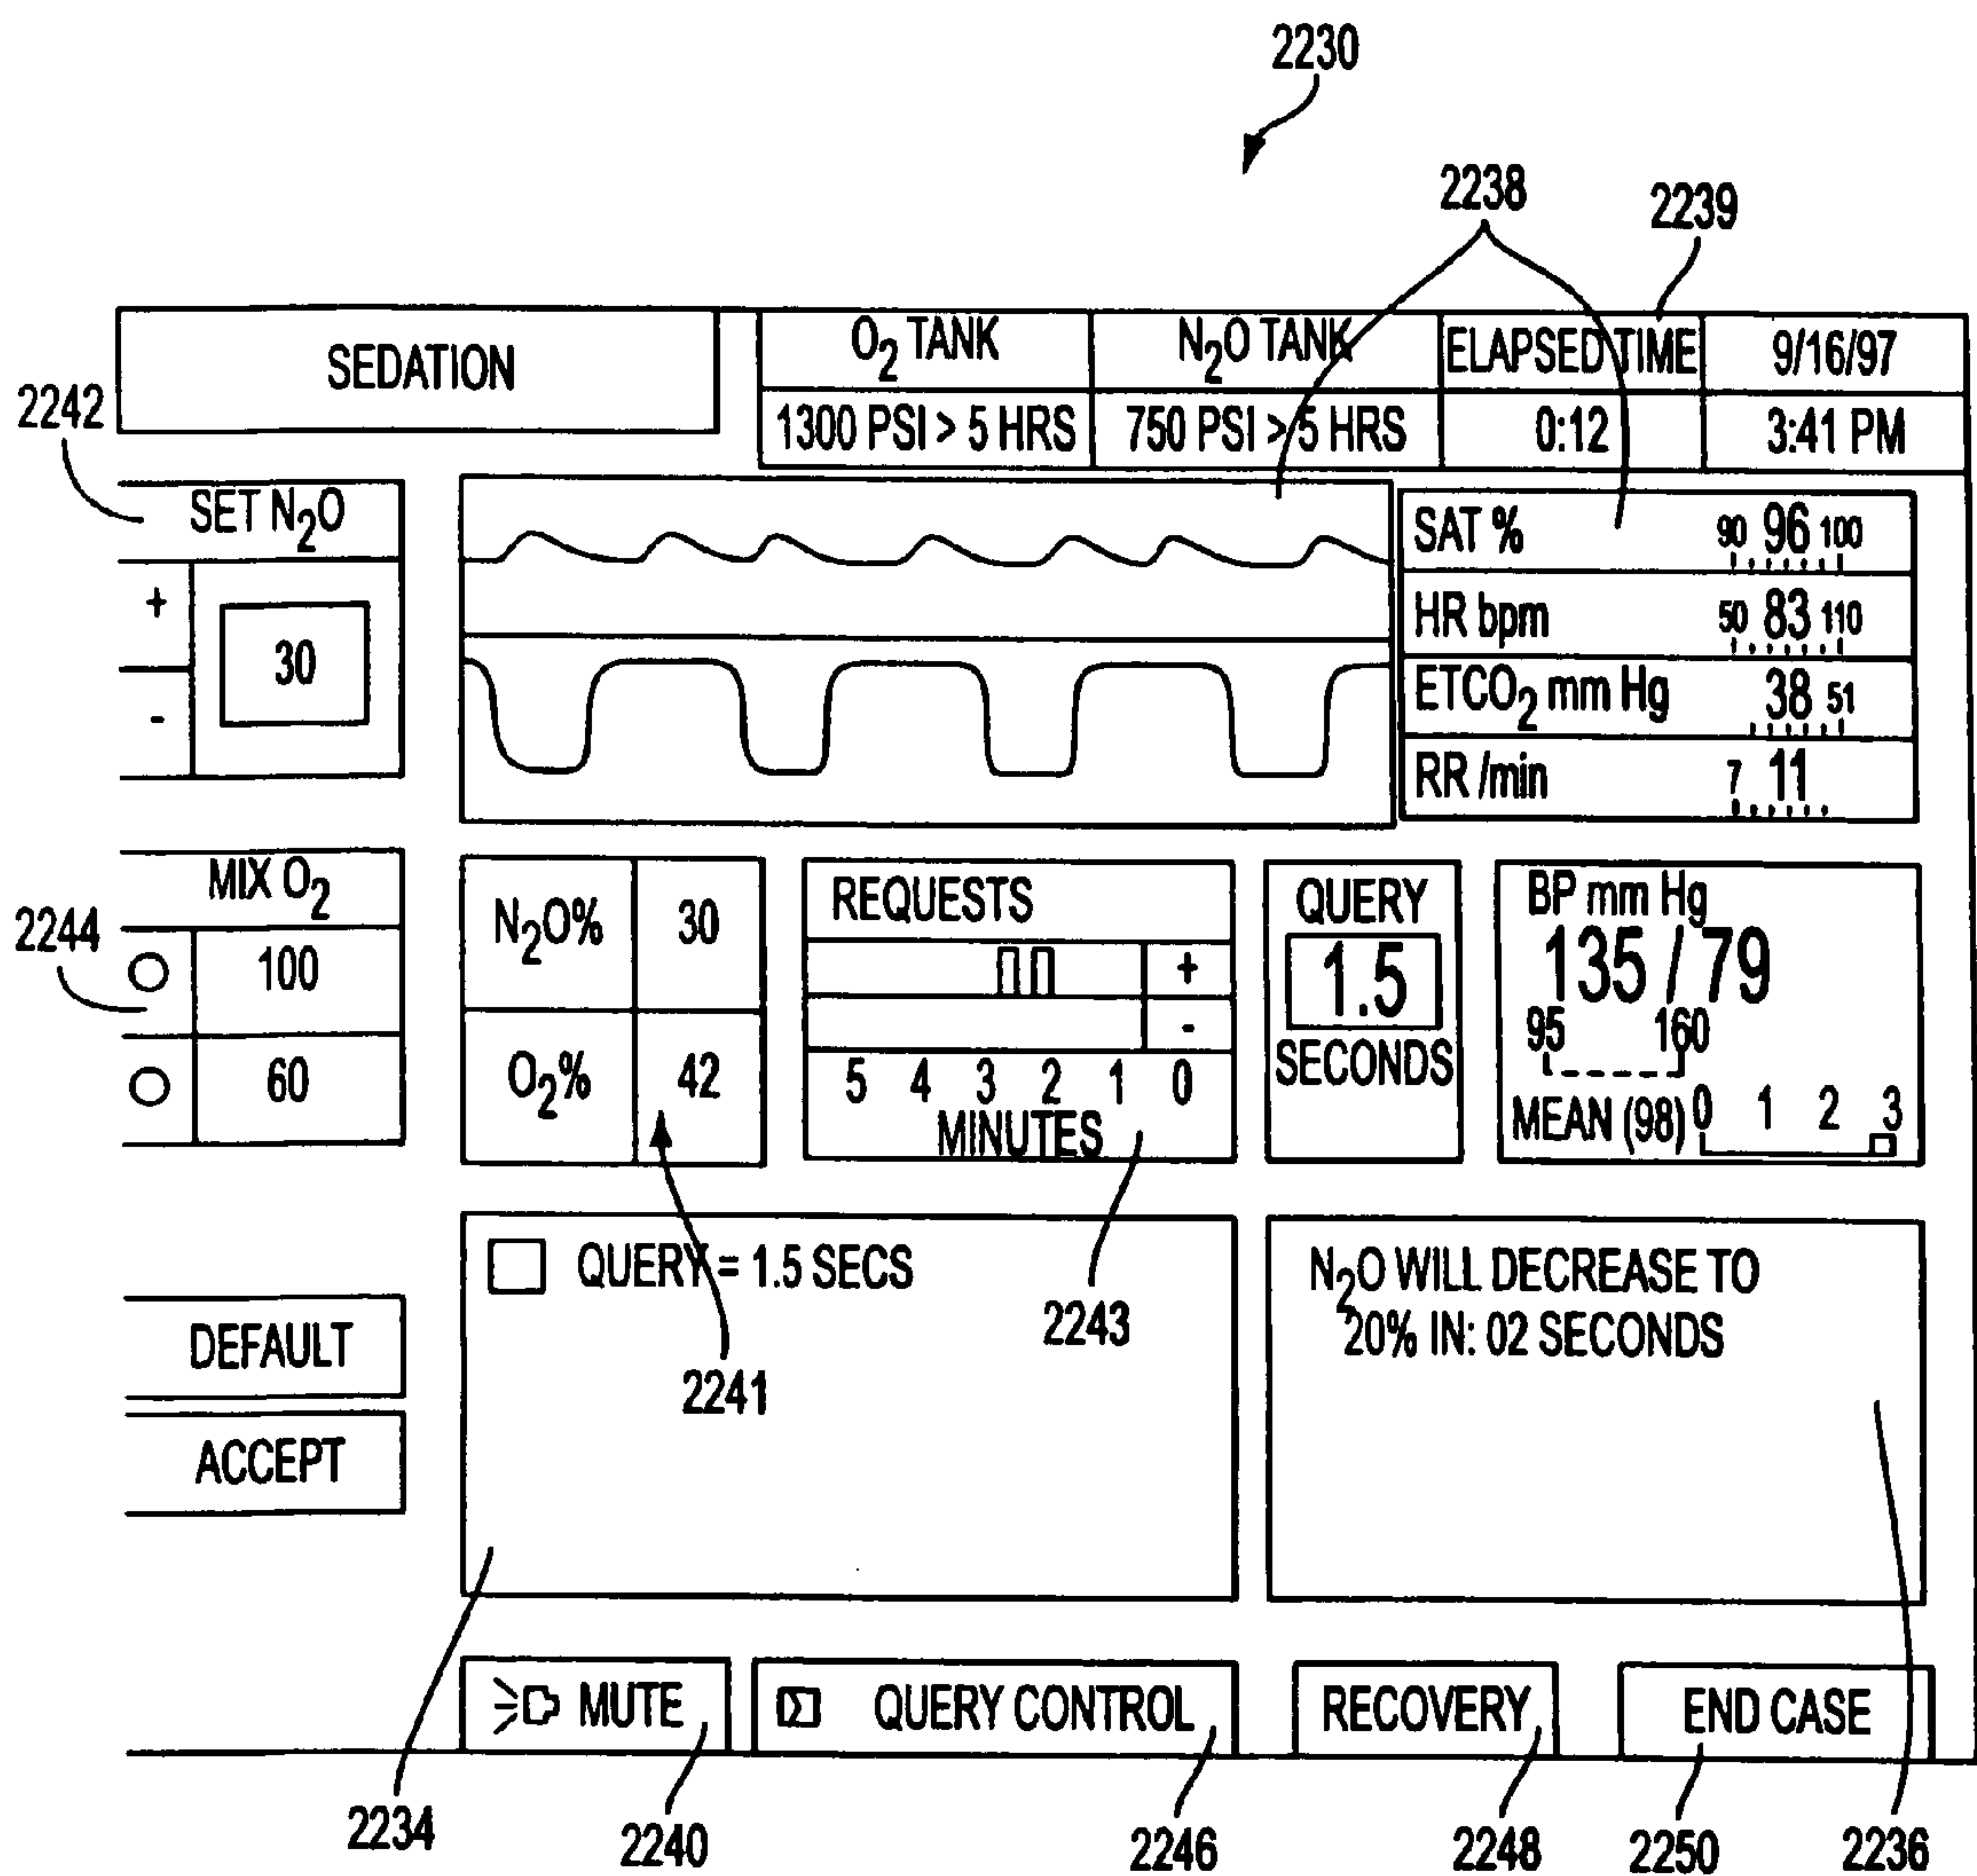 2230
2238
2239
SEDATION
O₂ TANK
N₂O TANK
ELAPSED TIME
9/16/97
1300 PSI > 5 HRS
750 PSI > 5 HRS
0:12
3:41 PM
2242
SET N₂O
+
30
-
SAT %
90 96 100
HR bpm
50 83 110
ETCO₂ mm Hg
38 51
RR /min
7 11
2244
MIX O₂
100
60
N₂O%
30
O₂%
42
REQUESTS
+
-
5 4 3 2 1 0
MINUTES
QUERY
1.5
SECONDS
BP mm Hg
135 / 79
95 160
MEAN (98)
0 1 2 3
DEFAULT
ACCEPT
QUERY = 1.5 SECS
2241
2243
N₂O WILL DECREASE TO
20% IN: 02 SECONDS
MUTE
Σ QUERY CONTROL
RECOVERY
END CASE
2234
2240
2246
2248
2250
2236